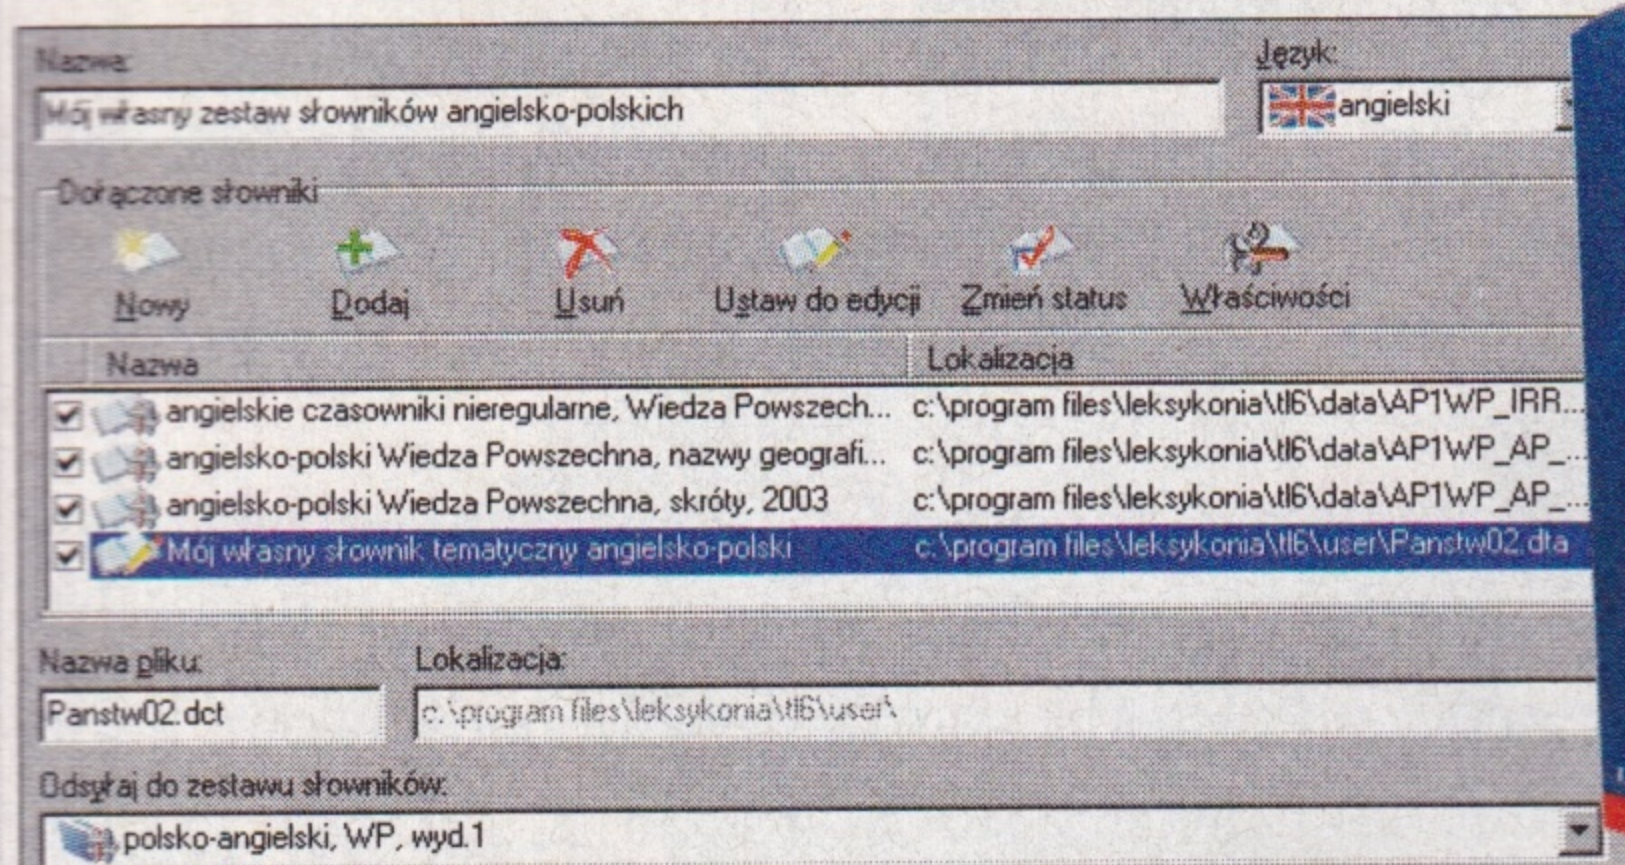 Nazwa: Język:
Mój własny zestaw słowników angielsko-polskich angielski
Dołączone słowniki
Nowy Dodaj Usuń Ustaw do edycji Zmień status Właściwości
Nazwa Lokalizacja
angielskie czasowniki nieregularne, Wiedza Powszech... c:\program files\leksykonia\tl6\data\AP1WP_IRR...
angielsko-polski Wiedza Powszechna, nazwy geografi... c:\program files\leksykonia\tl6\data\AP1WP_AP_...
angielsko-polski Wiedza Powszechna, skróty, 2003 c:\program files\leksykonia\tl6\data\AP1WP_AP_...
Mój własny słownik tematyczny angielsko-polski c:\program files\leksykonia\tl6\user\Panstw02.dta
Nazwa pliku: Lokalizacja:
Panstw02.dct c:\program files\leksykonia\tl6\user\
Odsyłaj do zestawu słowników:
polsko-angielski, WP, wyd.1